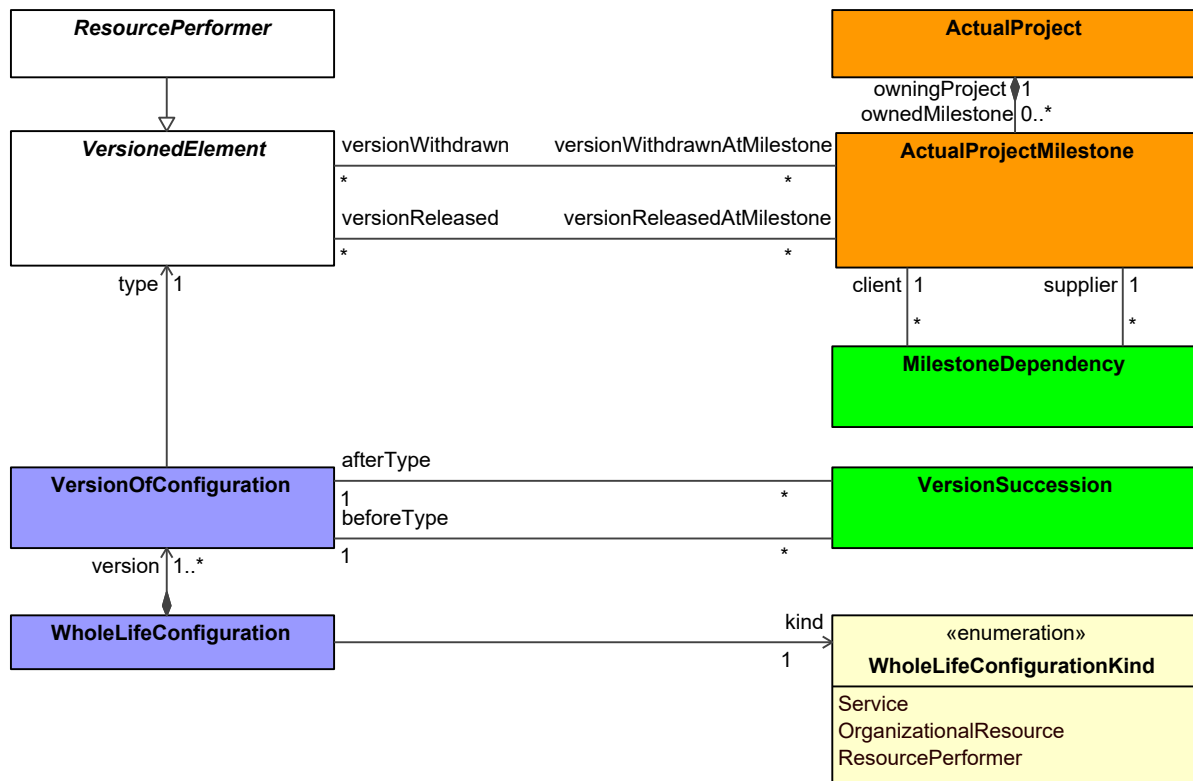 ResourcePerformer
ActualProject
owningProject 1
ownedMilestone 0..*
VersionedElement
ActualProjectMilestone
versionWithdrawn versionWithdrawnAtMilestone
* *
versionReleased versionReleasedAtMilestone
* *
type 1
client 1 supplier 1
* *
MilestoneDependency
VersionOfConfiguration
afterType
1 *
VersionSuccession
beforeType
1 *
version 1..*
WholeLifeConfiguration
kind
1
«enumeration»
WholeLifeConfigurationKind
Service
OrganizationalResource
ResourcePerformer